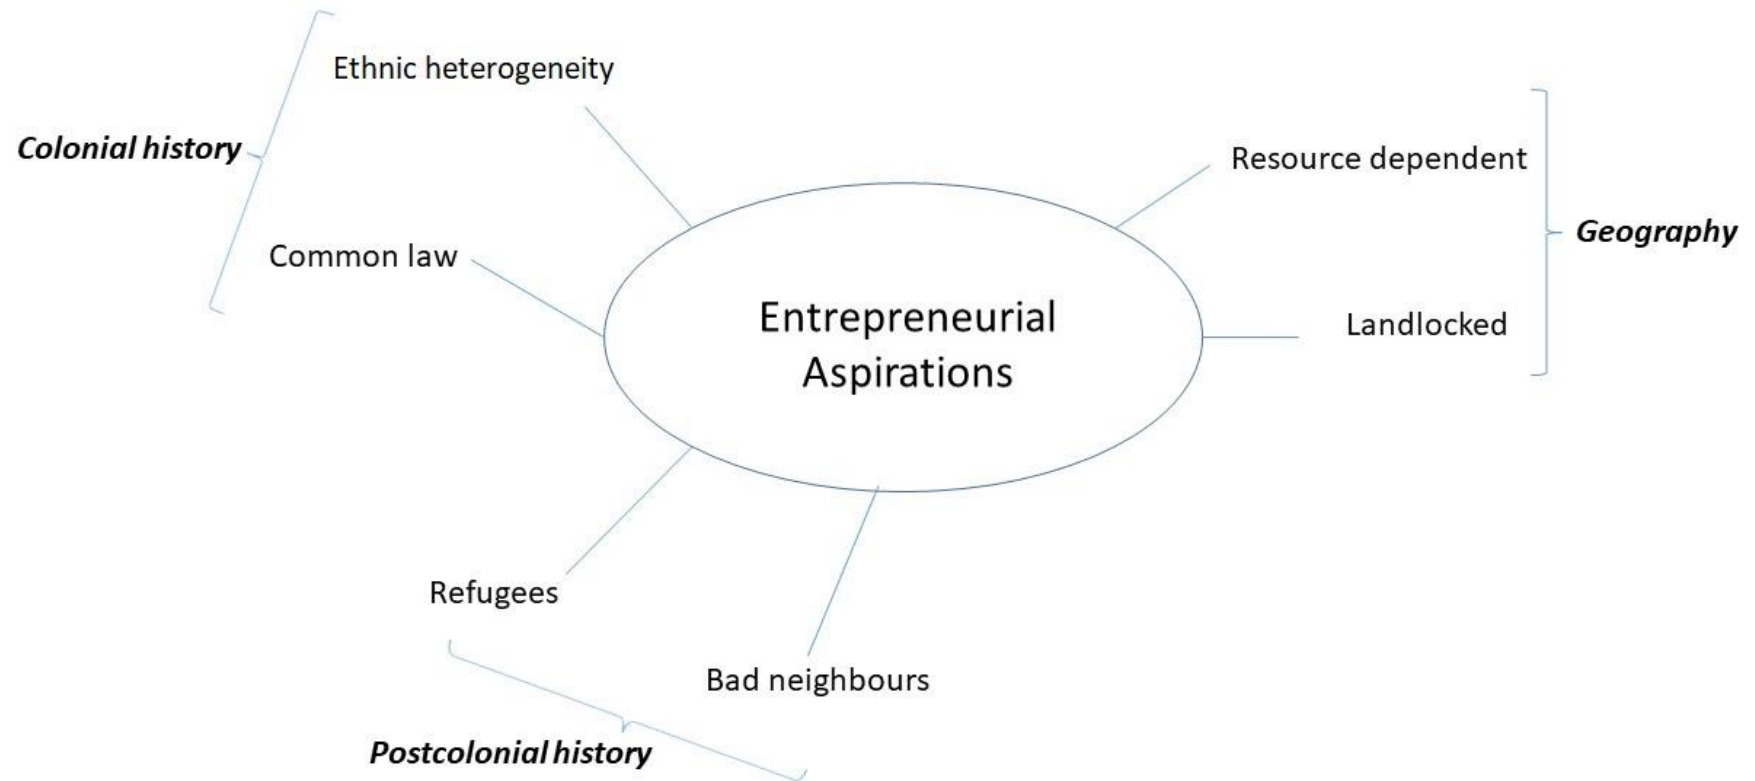 Ethnic heterogeneity
Colonial history
Resource dependent
Geography
Common law
Landlocked
Entrepreneurial
Aspirations
Refugees
Bad neighbours
Postcolonial history